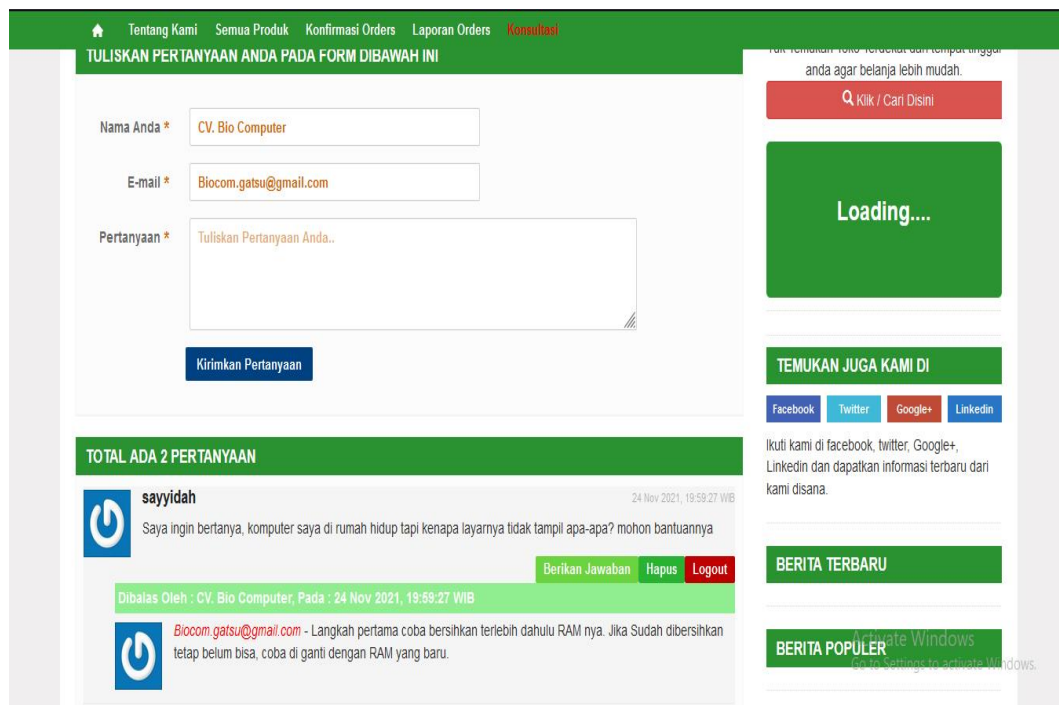 Tentang Kami Semua Produk Konfirmasi Orders Laporan Orders Konsultasi
TULISKAN PERTANYAAN ANDA PADA FORM DIBAWAH INI
Nama Anda *
CV. Bio Computer
E-mail *
Biocom.gatsu@gmail.com
Pertanyaan *
Tuliskan Pertanyaan Anda..
Kirimkan Pertanyaan
TOTAL ADA 2 PERTANYAAN
sayyidah
24 Nov 2021, 19:59:27 WIB
Saya ingin bertanya, komputer saya di rumah hidup tapi kenapa layarnya tidak tampil apa-apa? mohon bantuannya
Berikan Jawaban Hapus Logout
Dibalas Oleh : CV. Bio Computer, Pada : 24 Nov 2021, 19:59:27 WIB
Biocom.gatsu@gmail.com - Langkah pertama coba bersihkan terlebih dahulu RAM nya. Jika Sudah dibersihkan
tetap belum bisa, coba di ganti dengan RAM yang baru.
Yuk Temukan Toko Terdekat dari tempat tinggal
anda agar belanja lebih mudah.
Klik / Cari Disini
Loading....
TEMUKAN JUGA KAMI DI
Facebook Twitter Google+ Linkedin
Ikuti kami di facebook, twitter, Google+,
Linkedin dan dapatkan informasi terbaru dari
kami disana.
BERITA TERBARU
BERITA POPULER
Activate Windows
Go to Settings to activate Windows.